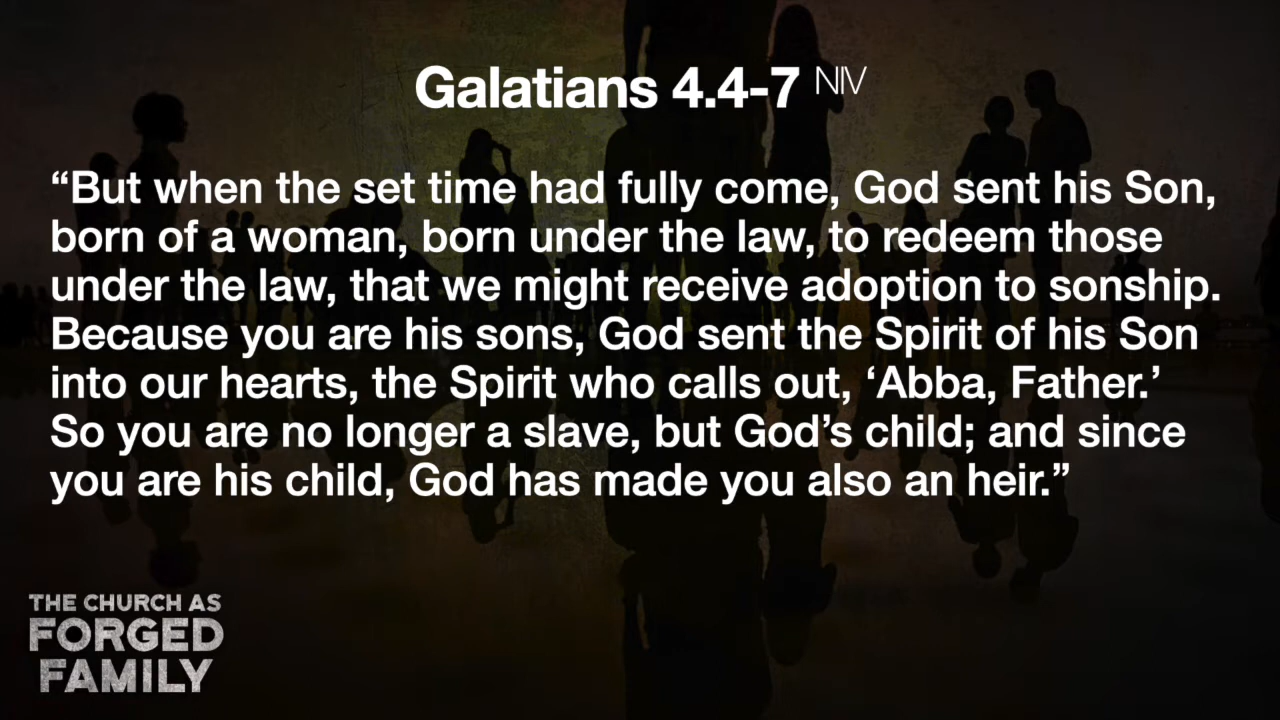 Galatians 4.4-7 NIV
“But when the set time had fully come, God sent his Son,
born of a woman, born under the law, to redeem those
under the law, that we might receive adoption to sonship.
Because you are his sons, God sent the Spirit of his Son
into our hearts, the Spirit who calls out, ‘Abba, Father.’
So you are no longer a slave, but God’s child; and since
you are his child, God has made you also an heir.”
THE CHURCH AS
FORGED
FAMILY